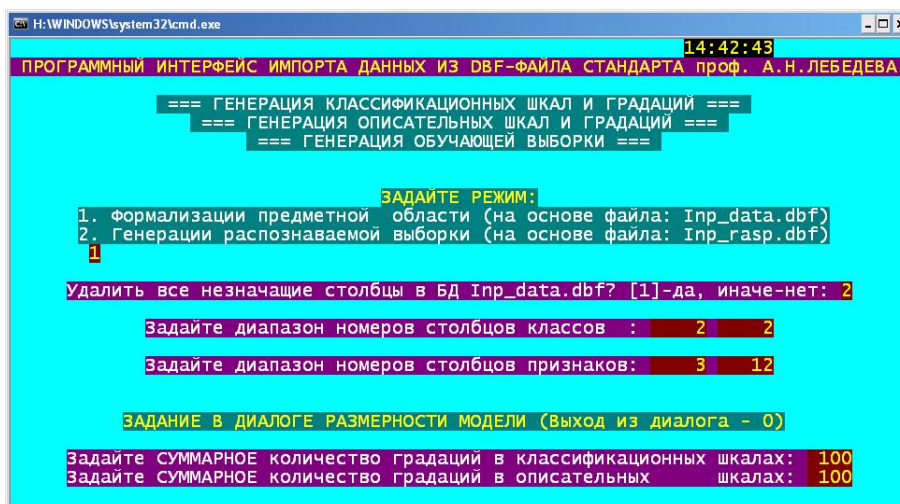 H:\WINDOWS\system32\cmd.exe
14:42:43
ПРОГРАММНЫЙ ИНТЕРФЕЙС ИМПОРТА ДАННЫХ ИЗ DBF-ФАЙЛА СТАНДАРТА проф. А.Н.ЛЕБЕДЕВА
=== ГЕНЕРАЦИЯ КЛАССИФИКАЦИОННЫХ ШКАЛ И ГРАДАЦИЙ ===
=== ГЕНЕРАЦИЯ ОПИСАТЕЛЬНЫХ ШКАЛ И ГРАДАЦИЙ ===
=== ГЕНЕРАЦИЯ ОБУЧАЮЩЕЙ ВЫБОРКИ ===
ЗАДАЙТЕ РЕЖИМ:
1. Формализации предметной области (на основе файла: Inp_data.dbf)
2. Генерации распознаваемой выборки (на основе файла: Inp_rasp.dbf)
1
Удалить все незначащие столбцы в БД Inp_data.dbf? [1]-да, иначе-нет: 2
Задайте диапазон номеров столбцов классов : 2 2
Задайте диапазон номеров столбцов признаков: 3 12
ЗАДАНИЕ В ДИАЛОГЕ РАЗМЕРНОСТИ МОДЕЛИ (Выход из диалога - 0)
Задайте СУММАРНОЕ количество градаций в классификационных шкалах: 100
Задайте СУММАРНОЕ количество градаций в описательных шкалах: 100